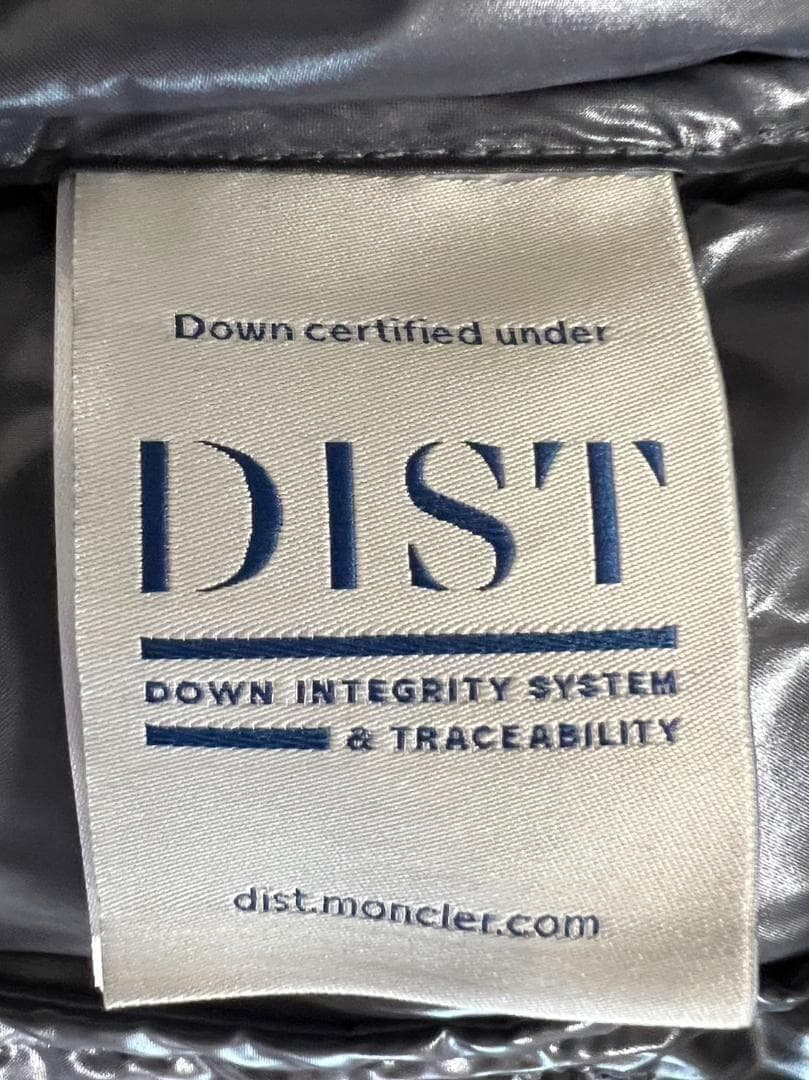 Down certified under
DIST
DOWN INTEGRITY SYSTEM
& TRACEABILITY
dist.moncler.com